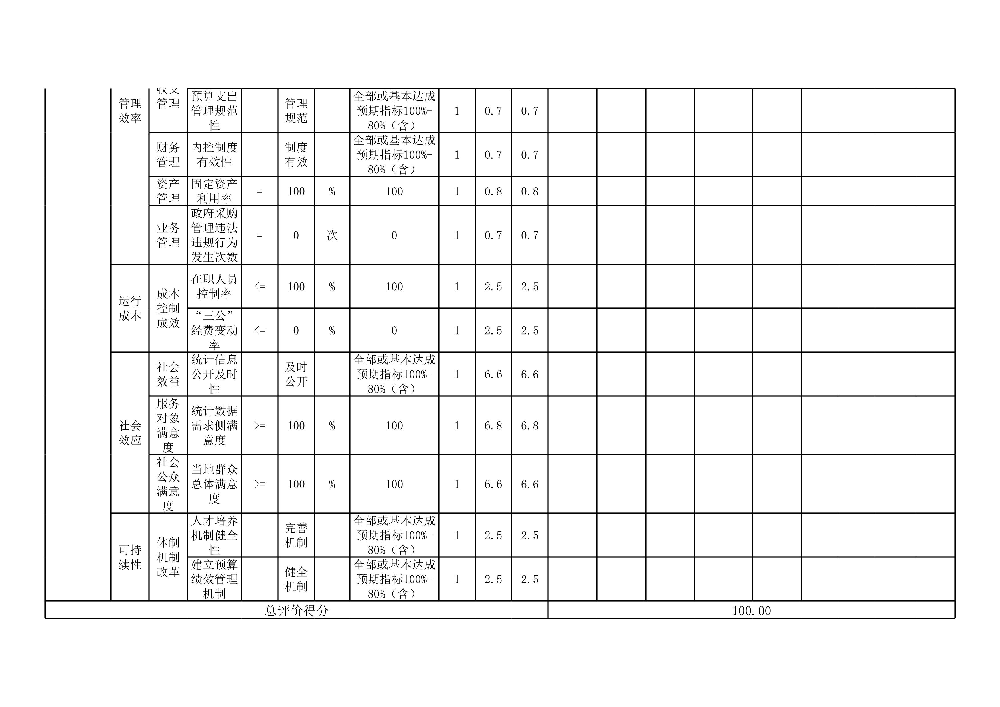 管理
效率
收支
管理
预算支出
管理规范
性
管理
规范
全部或基本达成
预期指标100%-
80%（含）
1
0.7
0.7
财务
管理
内控制度
有效性
制度
有效
全部或基本达成
预期指标100%-
80%（含）
1
0.7
0.7
资产
管理
固定资产
利用率
=
100
%
100
1
0.8
0.8
业务
管理
政府采购
管理违法
违规行为
发生次数
=
0
次
0
1
0.7
0.7
运行
成本
成本
控制
成效
在职人员
控制率
<=
100
%
100
1
2.5
2.5
“三公”
经费变动
率
<=
0
%
0
1
2.5
2.5
社会
效应
社会
效益
统计信息
公开及时
性
及时
公开
全部或基本达成
预期指标100%-
80%（含）
1
6.6
6.6
服务
对象
满意
度
统计数据
需求侧满
意度
>=
100
%
100
1
6.8
6.8
社会
公众
满意
度
当地群众
总体满意
度
>=
100
%
100
1
6.6
6.6
可持
续性
体制
机制
改革
人才培养
机制健全
性
完善
机制
全部或基本达成
预期指标100%-
80%（含）
1
2.5
2.5
建立预算
绩效管理
机制
健全
机制
全部或基本达成
预期指标100%-
80%（含）
1
2.5
2.5
总评价得分
100.00